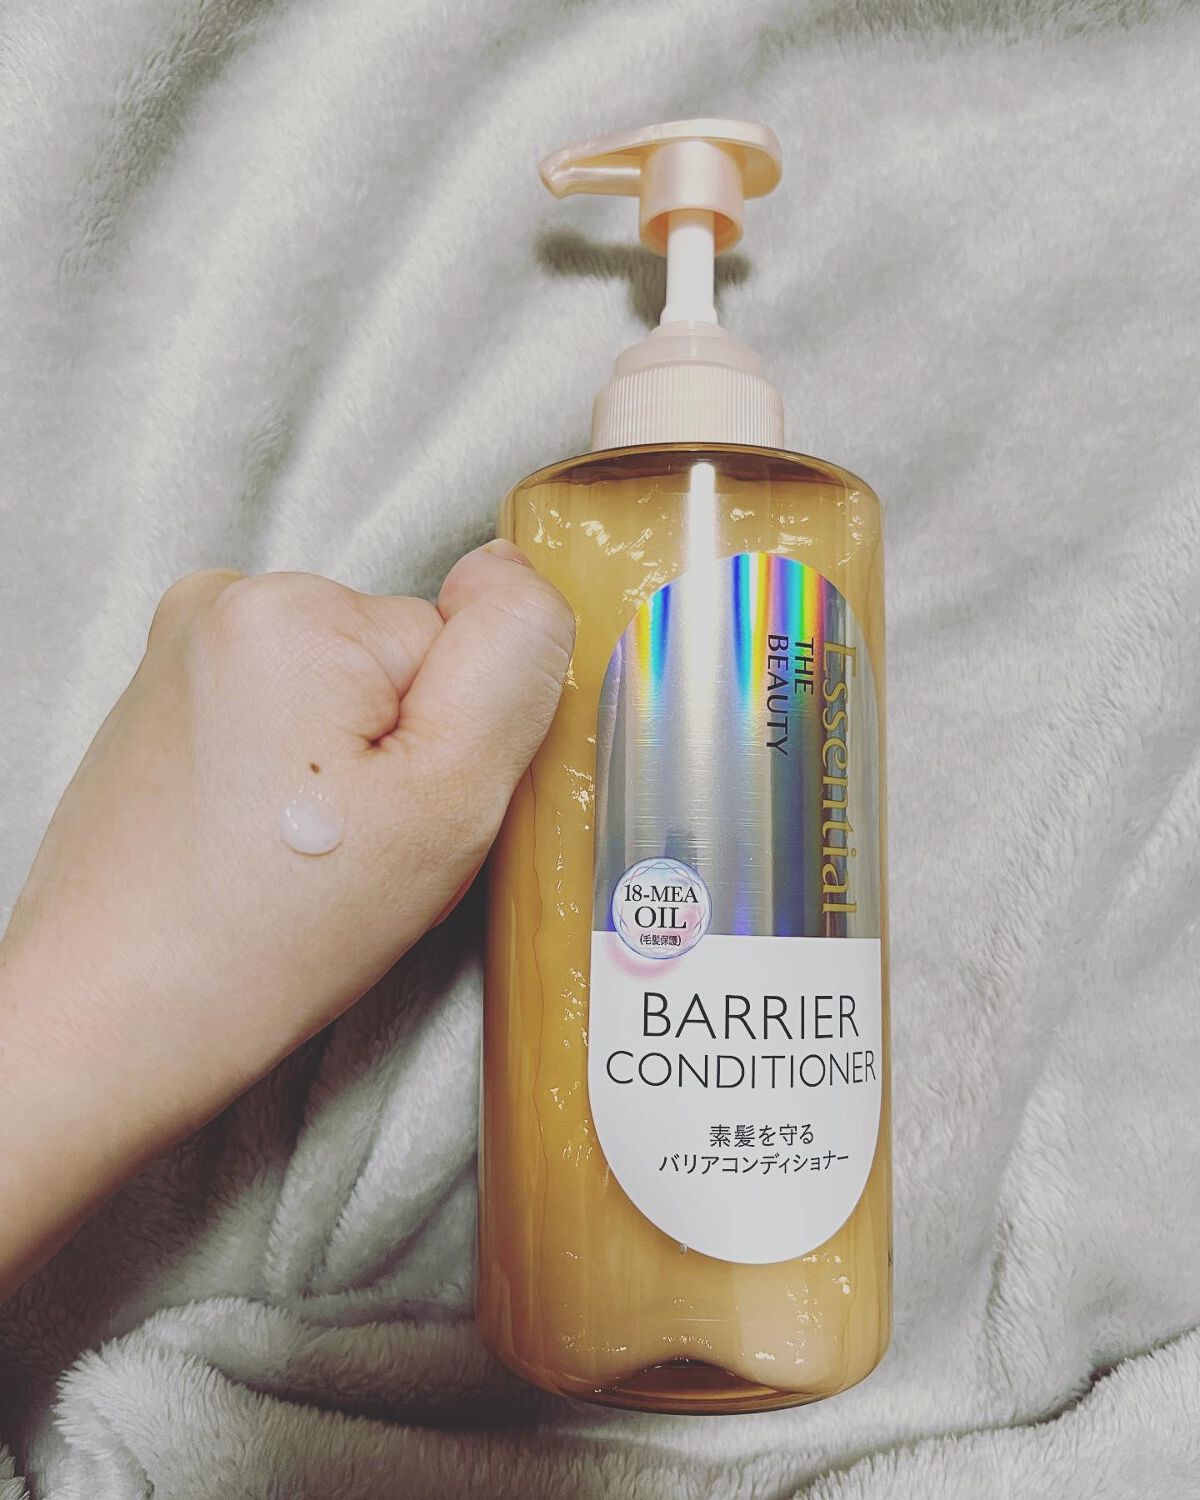 Essential
THE
BEAUTY
18-MEA
OIL
(毛髪保護)
BARRIER
CONDITIONER
素髪を守る
バリアコンディショナー